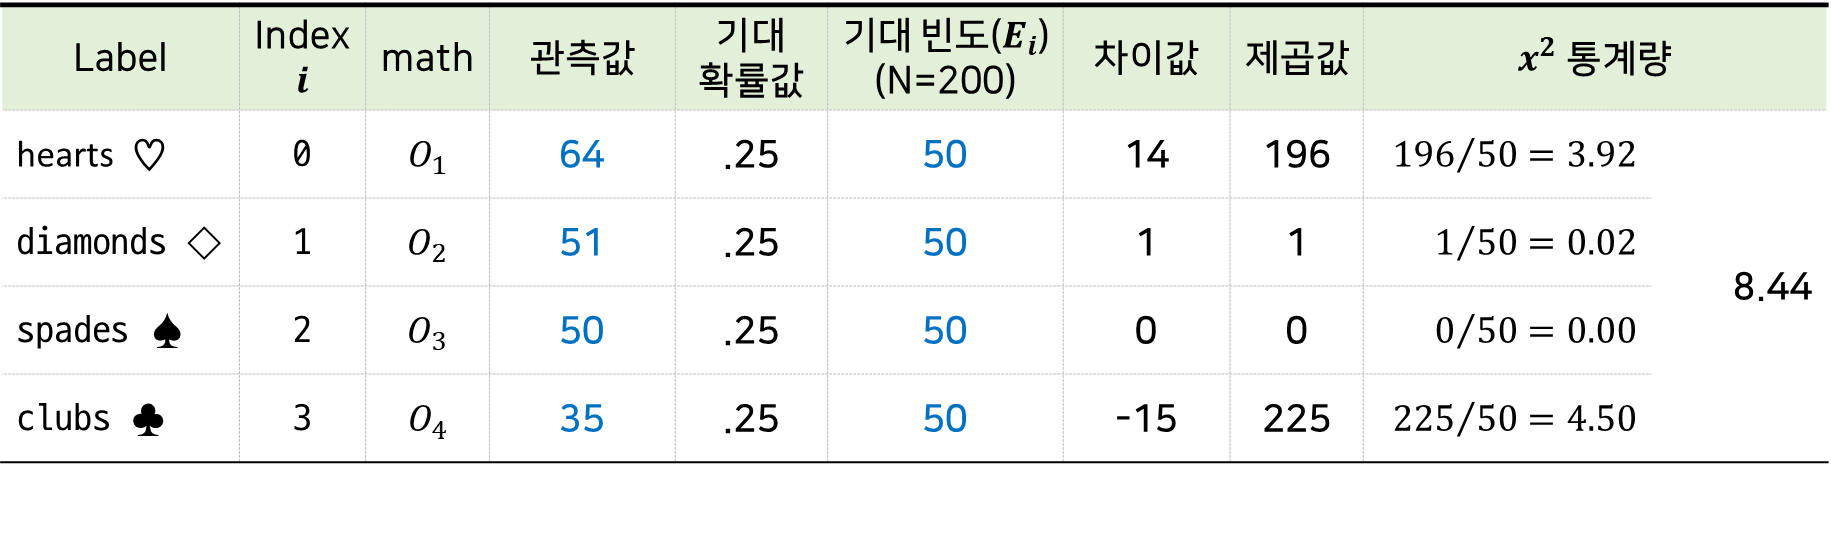 Label Index i math 관측값 기대 확률값 기대 빈도(E_i) (N=200) 차이값 제곱값 x² 통계량
hearts ♡ 0 O₁ 64 .25 50 14 196 196/50 = 3.92
diamonds ◇ 1 O₂ 51 .25 50 1 1 1/50 = 0.02
8.44
spades ♠ 2 O₃ 50 .25 50 0 0 0/50 = 0.00
clubs ♣ 3 O₄ 35 .25 50 -15 225 225/50 = 4.50